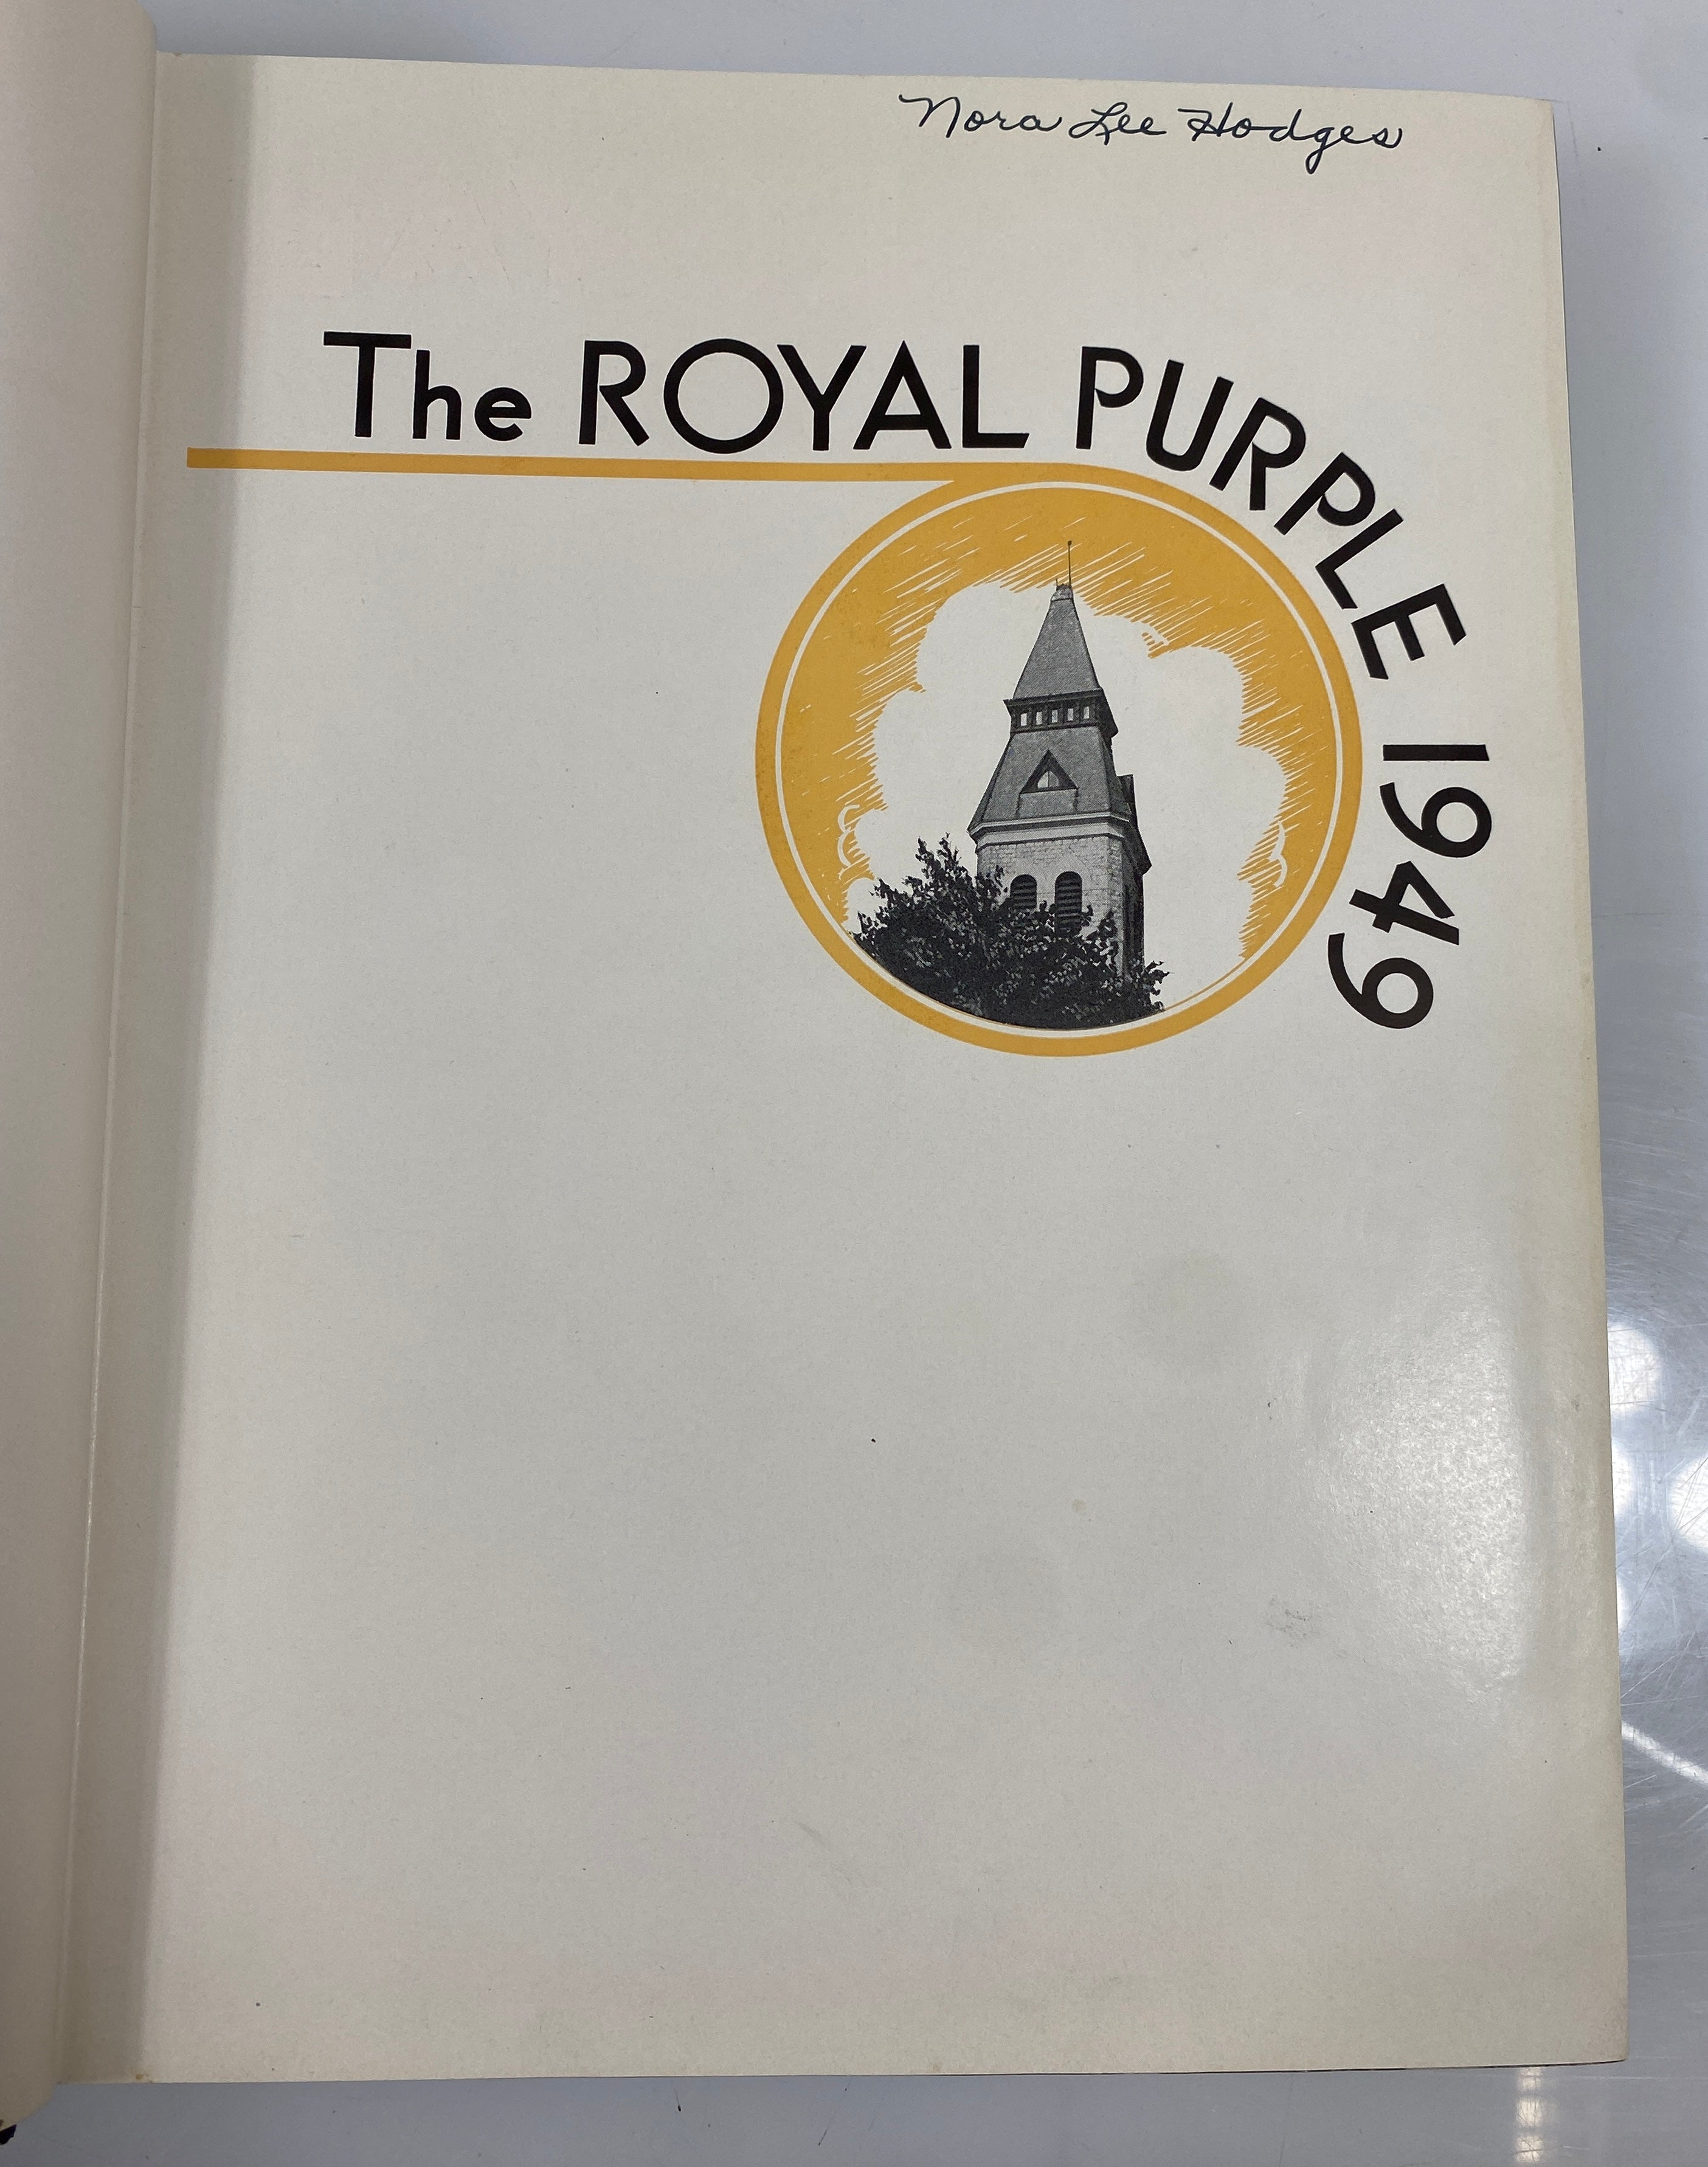 Nora Lee Hodges
The ROYAL PURPLE 1949